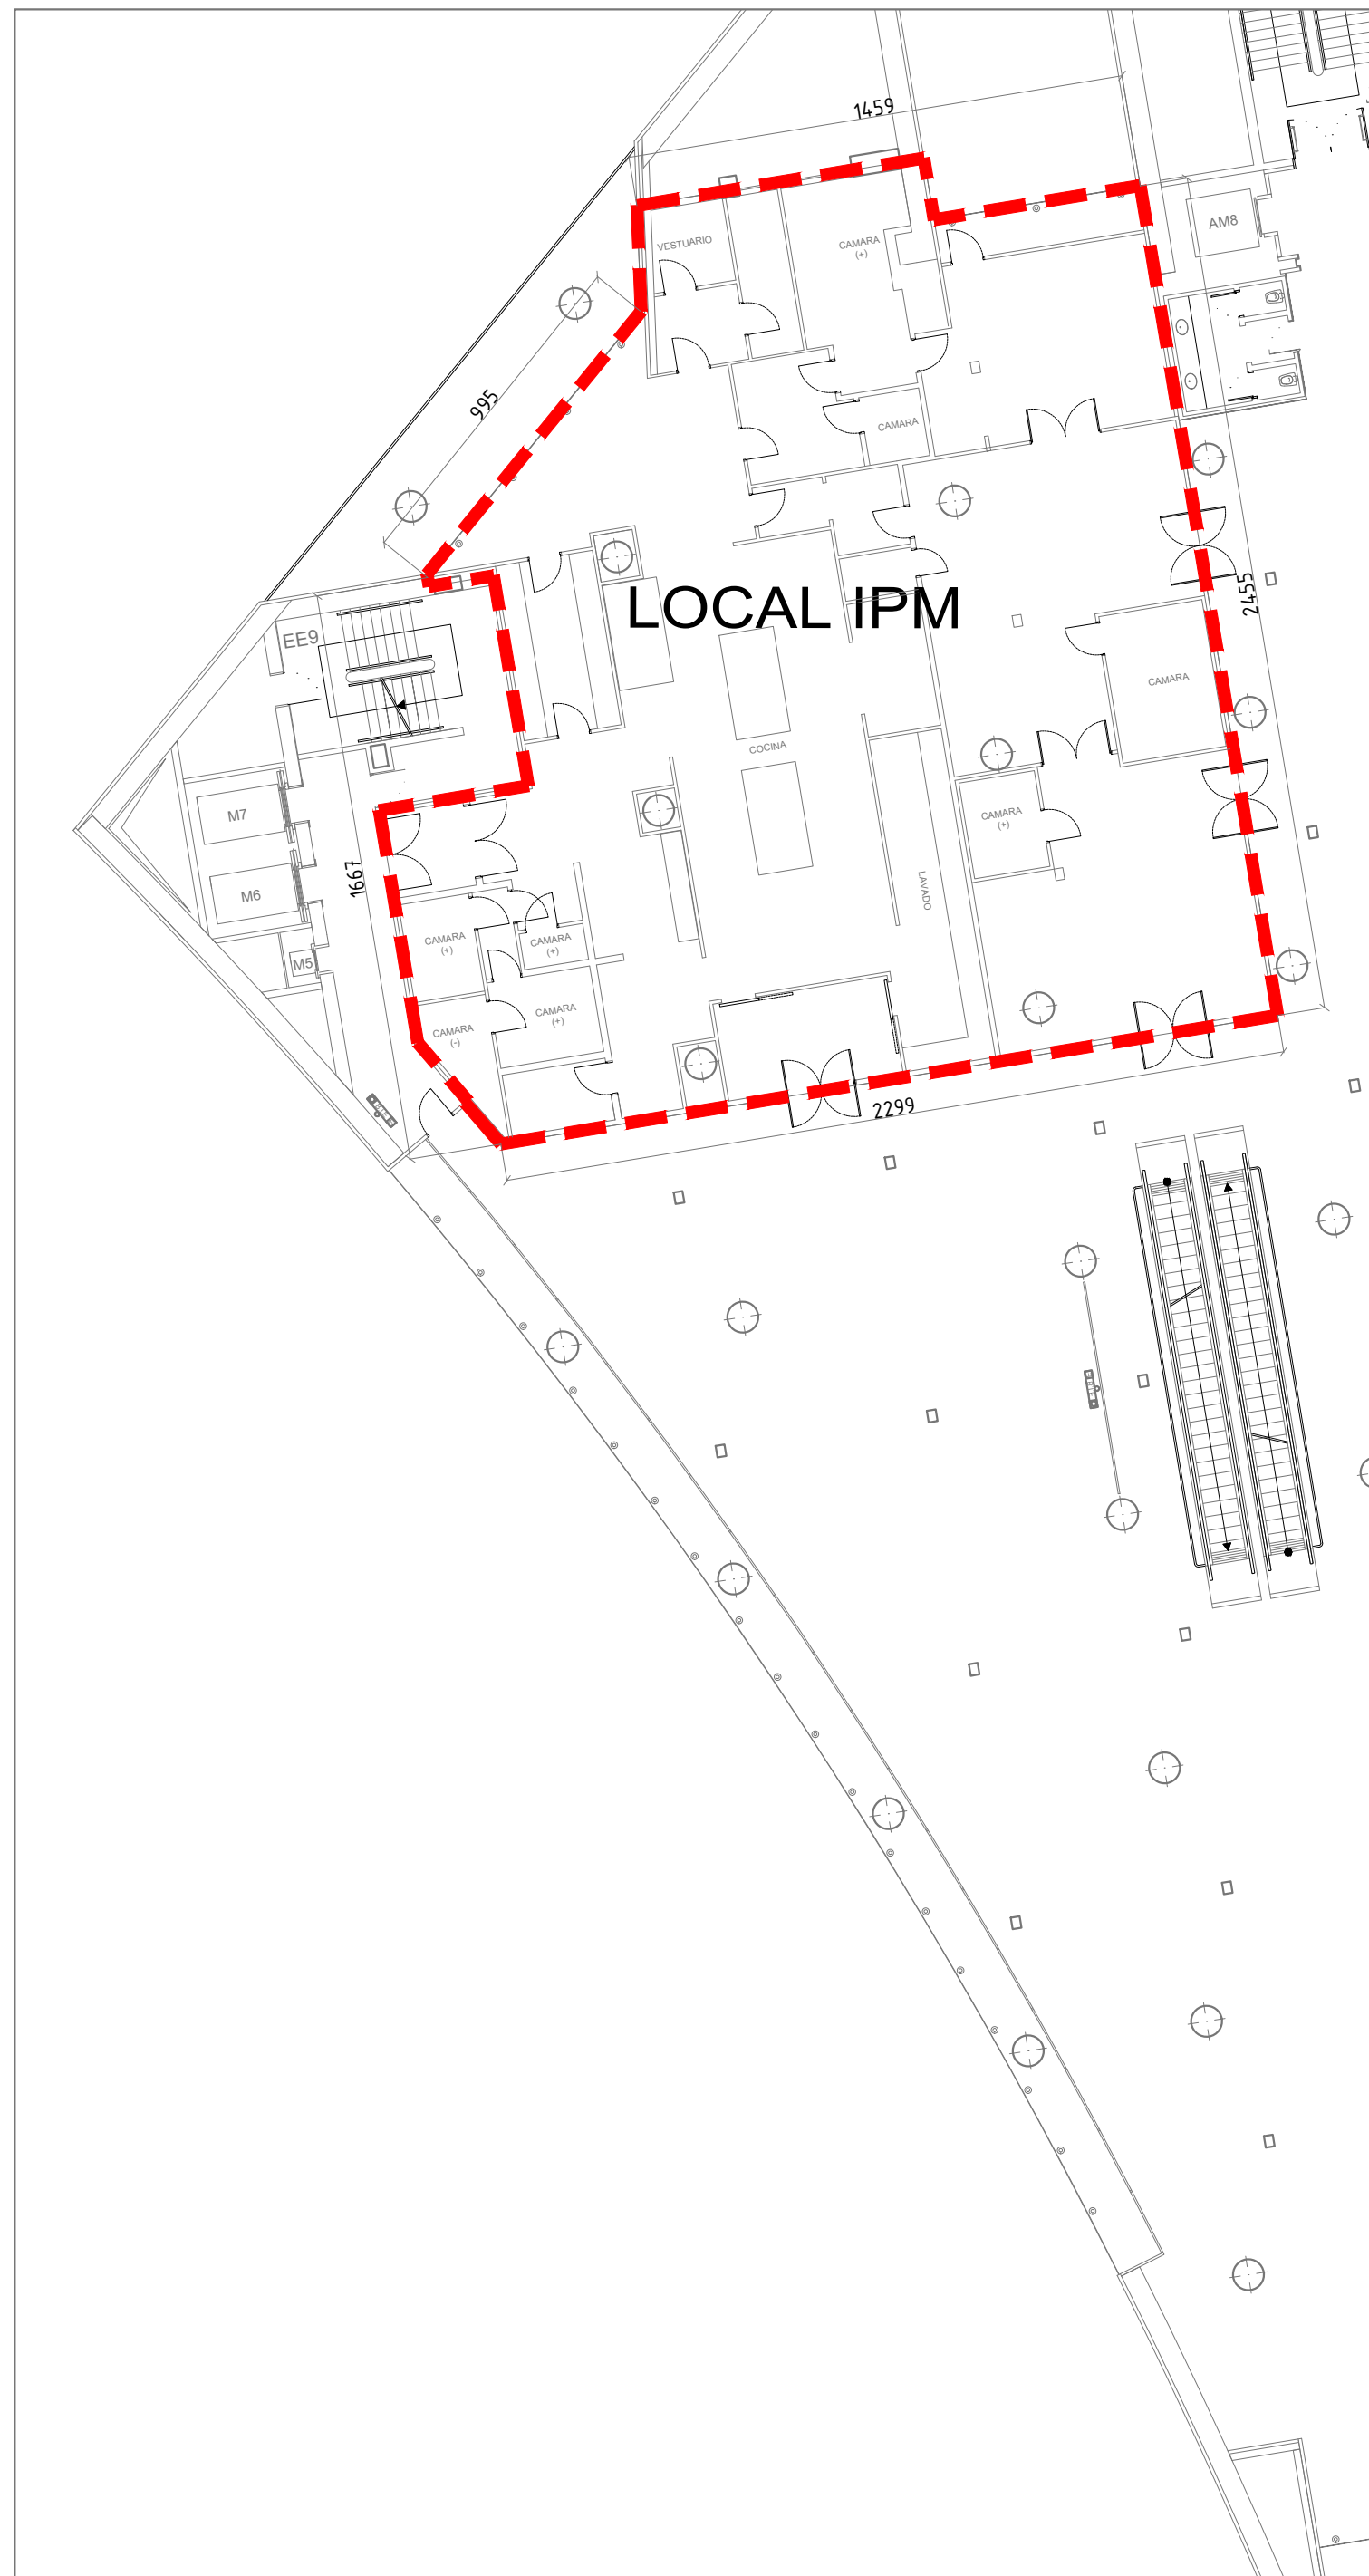 1459
AM8
VESTUARIO
CAMARA
(+)
995
CAMARA
LOCAL IPM
2455
EE9
CAMARA
COCINA
M7
CAMARA
(+)
1667
M6
LAVADO
CAMARA
(+)
CAMARA
(+)
M5
CAMARA
(+)
CAMARA
(-)
2299